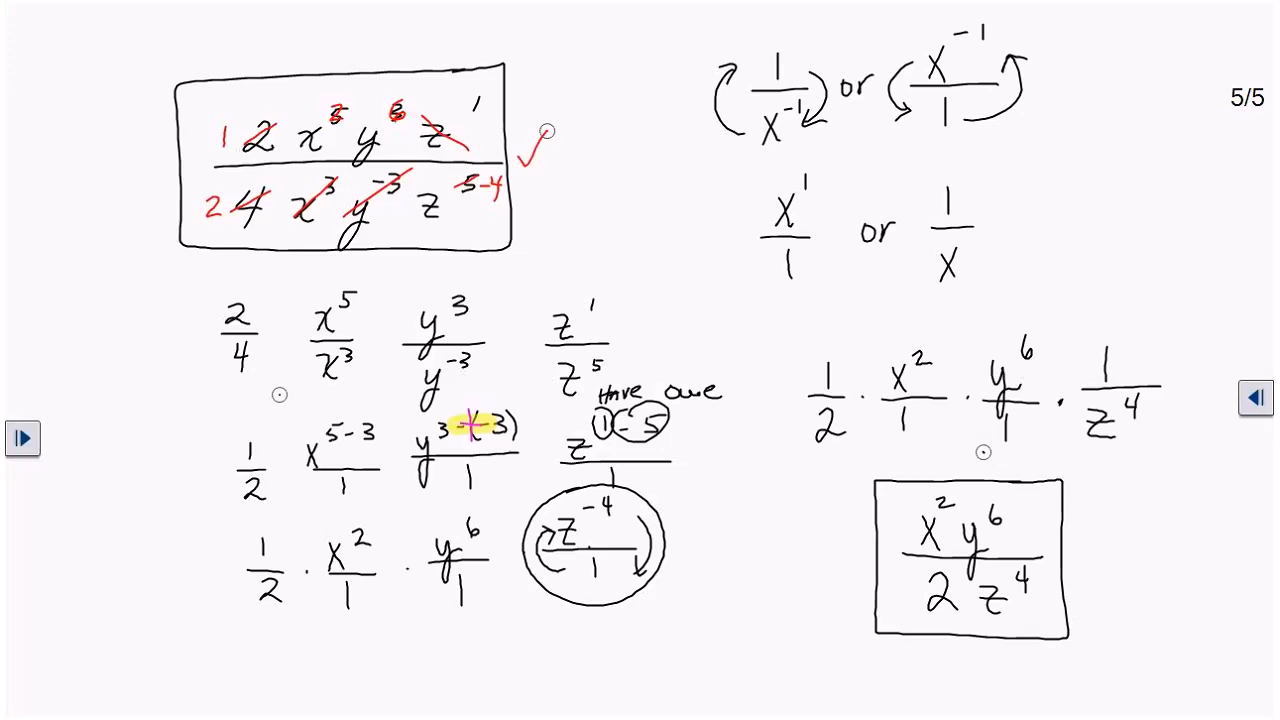 5/5
1 2 x^5 y^3 z^1
2 4 x^3 y^-3 z^5 -4
1/x^-1 or x^-1/1
x^1/1 or 1/x
2/4 x^5/x^3 y^3/y^-3 z^1/z^5
Have owe
1/2 x^5-3/1 y^3-(-3)/1 z^1-5/1
1/2 · x^2/1 · y^6/1 z^-4/1
1/2 · x^2/1 · y^6/1 · 1/z^4
x^2 y^6
2 z^4